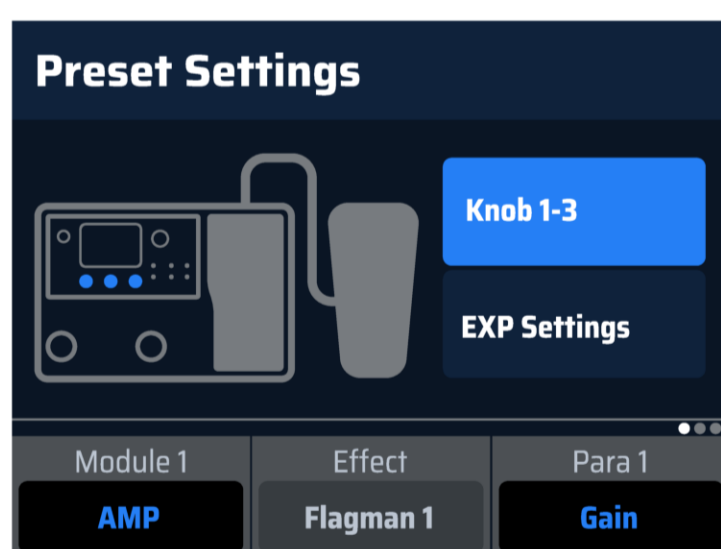 Preset Settings
Knob 1-3
EXP Settings
Module 1 Effect Para 1
AMP Flagman 1 Gain